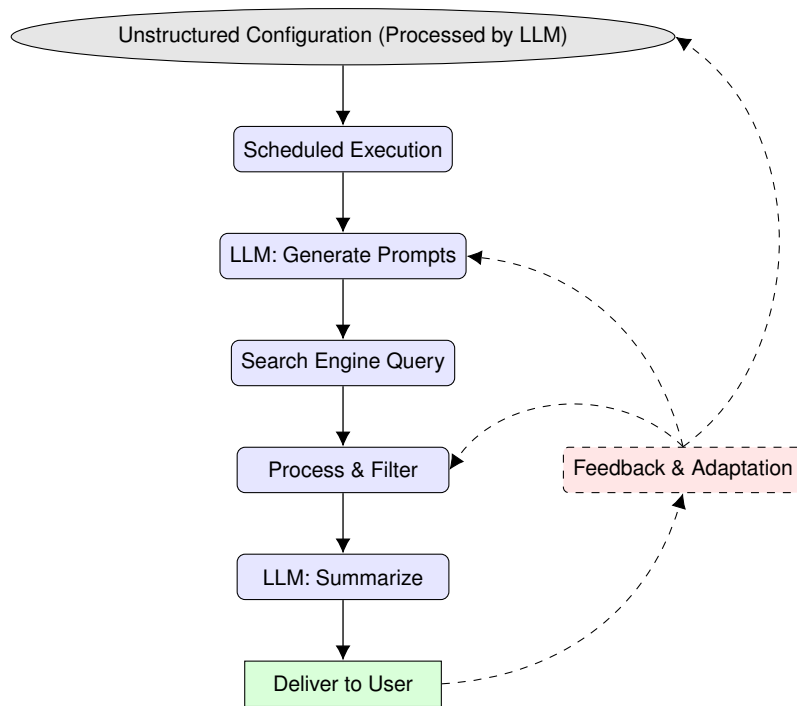 Unstructured Configuration (Processed by LLM)
Scheduled Execution
LLM: Generate Prompts
Search Engine Query
Process & Filter
Feedback & Adaptation
LLM: Summarize
Deliver to User